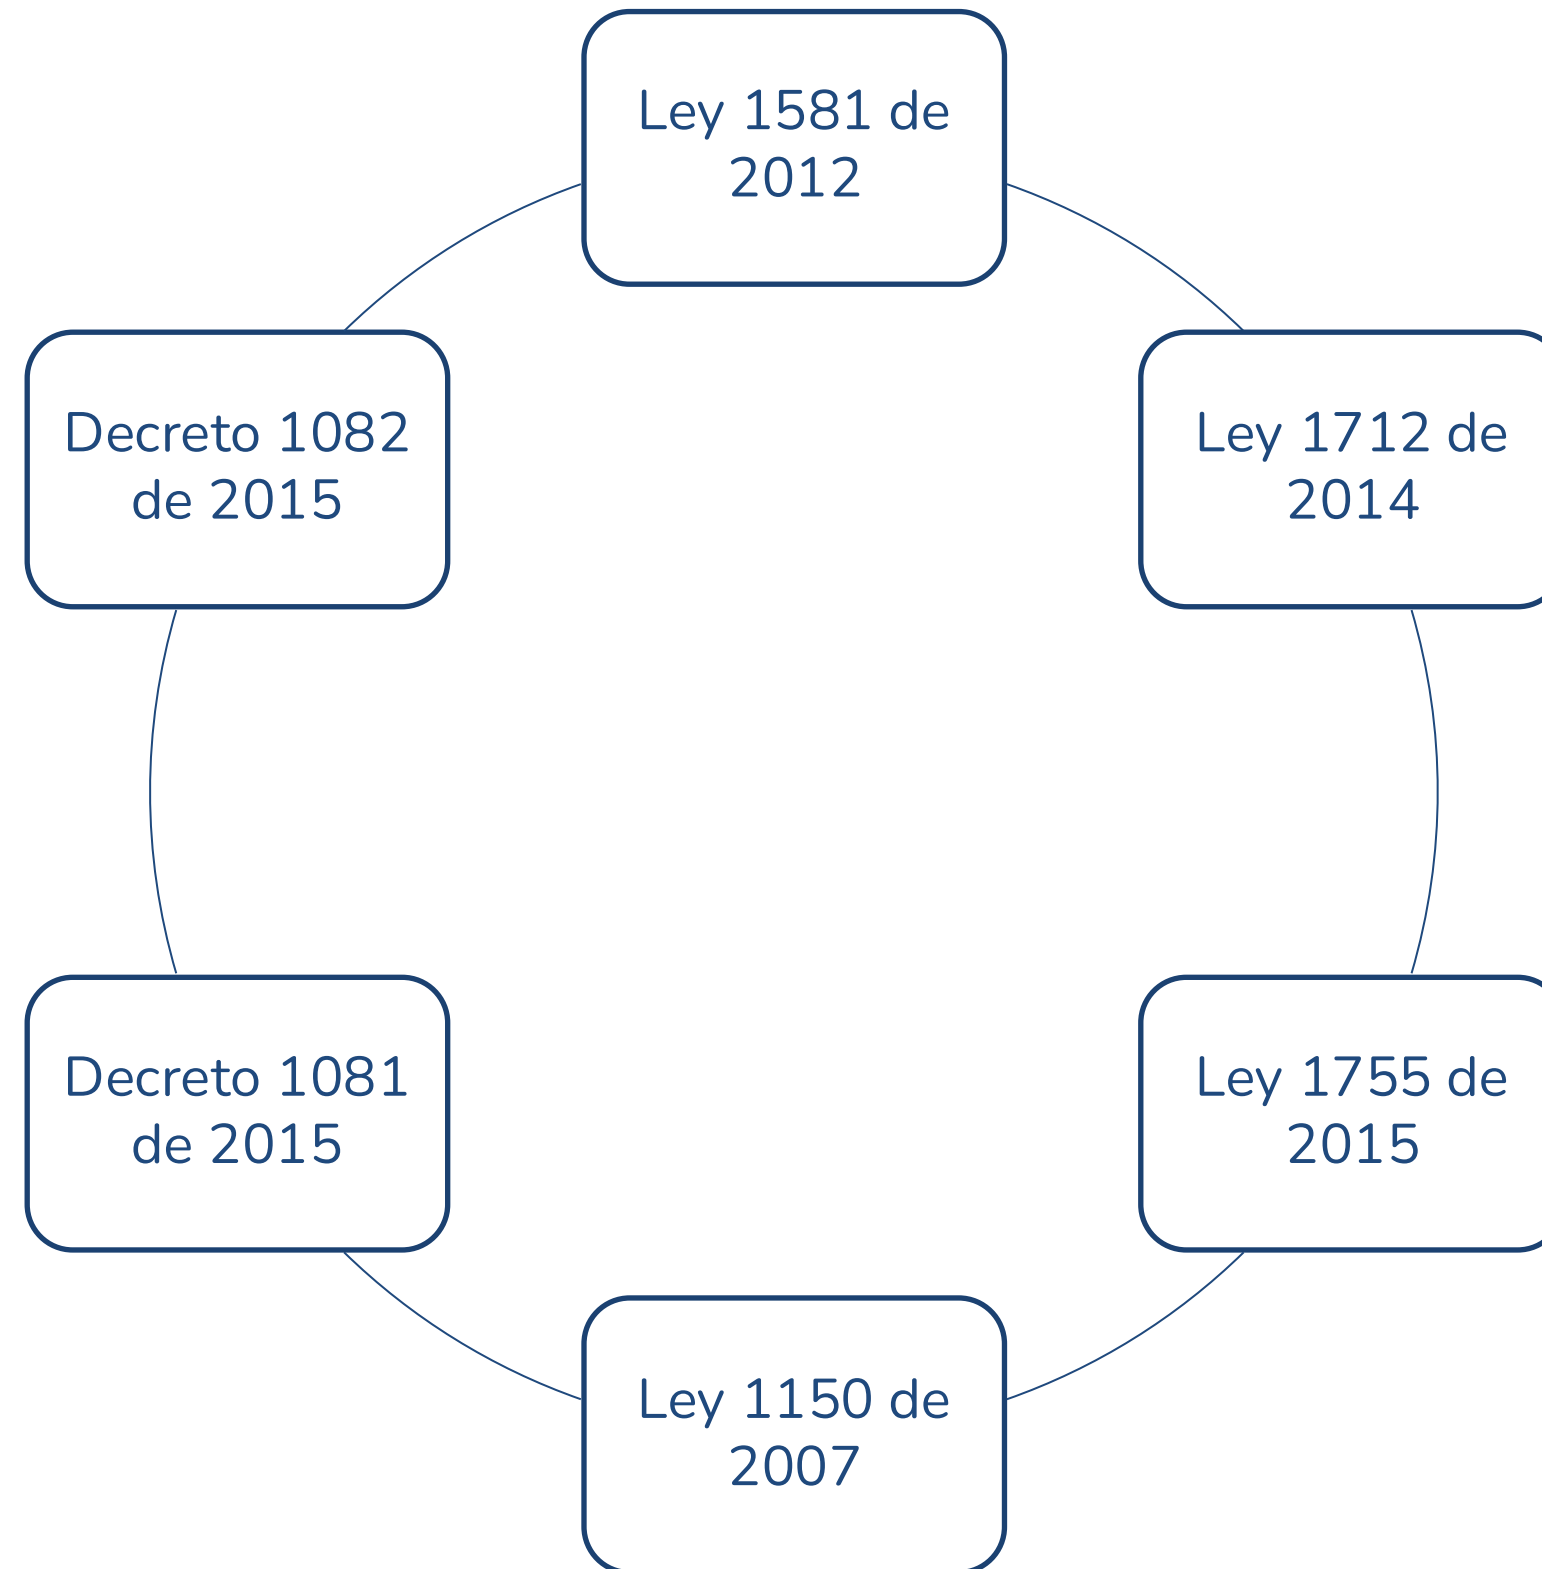 Ley 1581 de
2012
Ley 1712 de
2014
Ley 1755 de
2015
Ley 1150 de
2007
Decreto 1081
de 2015
Decreto 1082
de 2015